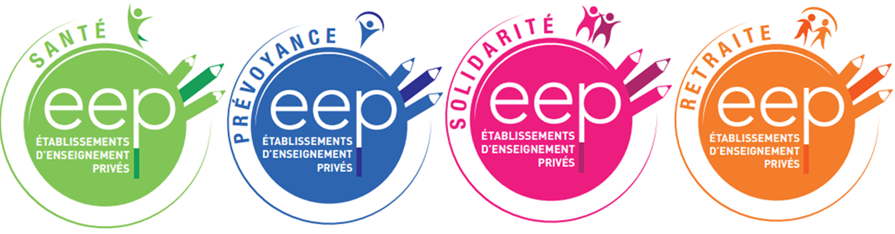 SANTÉ
eep
ÉTABLISSEMENTS
D'ENSEIGNEMENT
PRIVÉS
PRÉVOYANCE
eep
ÉTABLISSEMENTS
D'ENSEIGNEMENT
PRIVÉS
SOLIDARITÉ
eep
ÉTABLISSEMENTS
D'ENSEIGNEMENT
PRIVÉS
RETRAITE
eep
ÉTABLISSEMENTS
D'ENSEIGNEMENT
PRIVÉS